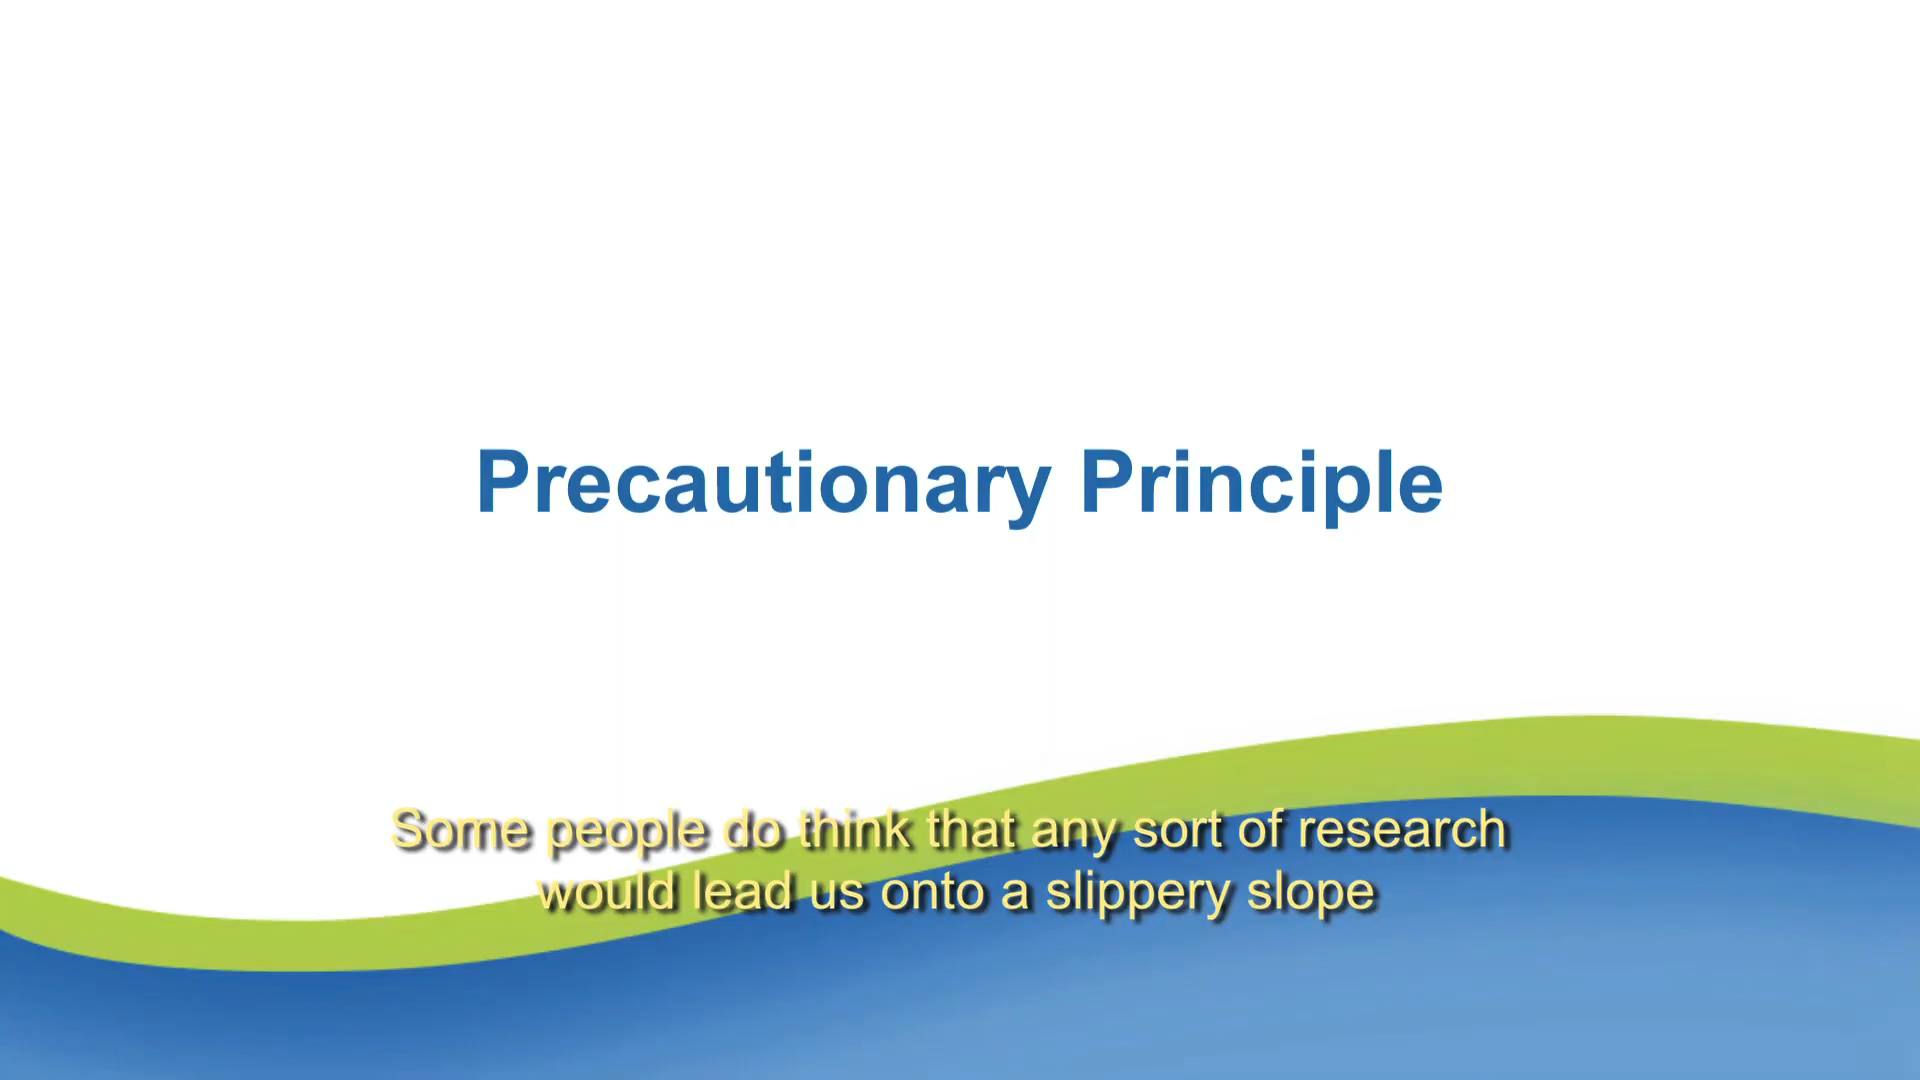 Precautionary Principle
Some people do think that any sort of research
would lead us onto a slippery slope